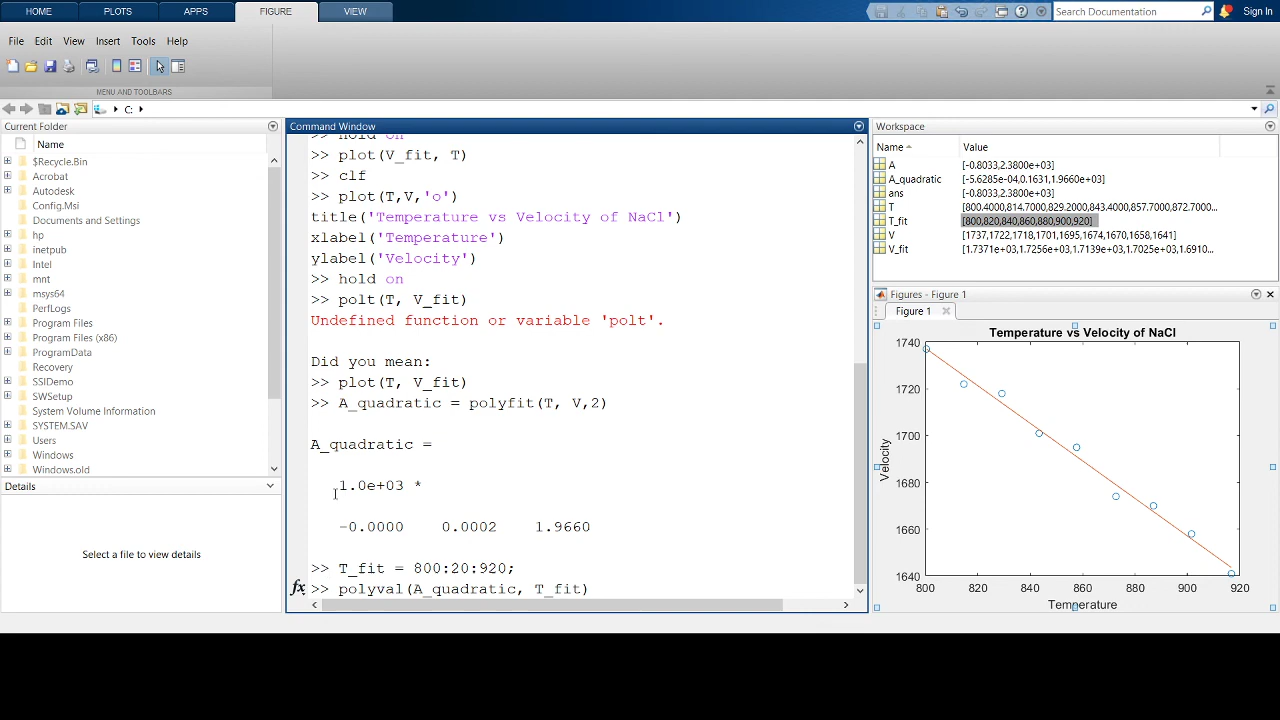 HOME PLOTS APPS FIGURE VIEW Search Documentation Sign In
File Edit View Insert Tools Help
MENU AND TOOLBARS
C:
Current Folder
Name
$Recycle.Bin
Acrobat
Autodesk
Config.Msi
Documents and Settings
hp
inetpub
Intel
mnt
msys64
PerfLogs
Program Files
Program Files (x86)
ProgramData
Recovery
SSIDemo
SWSetup
System Volume Information
SYSTEM.SAV
Users
Windows
Windows.old
Details
Select a file to view details
Command Window
>> hold on
>> plot(V_fit, T)
>> clf
>> plot(T,V,'o')
title('Temperature vs Velocity of NaCl')
xlabel('Temperature')
ylabel('Velocity')
hold on
>> polt(T, V_fit)
Undefined function or variable 'polt'.
Did you mean:
>> plot(T, V_fit)
>> A_quadratic = polyfit(T, V,2)
A_quadratic =
1.0e+03 *
-0.0000 0.0002 1.9660
>> T_fit = 800:20:920;
fx >> polyval(A_quadratic, T_fit)
Workspace
Name Value
A [-0.8033,2.3800e+03]
A_quadratic [-5.6285e-04,0.1631,1.9660e+03]
ans [-0.8033,2.3800e+03]
T [800.4000,814.7000,829.2000,843.4000,857.7000,872.7000...
T_fit [800,820,840,860,880,900,920]
V [1737,1722,1718,1701,1695,1674,1670,1658,1641]
V_fit [1.7371e+03,1.7256e+03,1.7139e+03,1.7025e+03,1.6910...
Figures - Figure 1
Figure 1
Temperature vs Velocity of NaCl
1740
1720
1700
1680
1660
1640
Velocity
800 820 840 860 880 900 920
Temperature